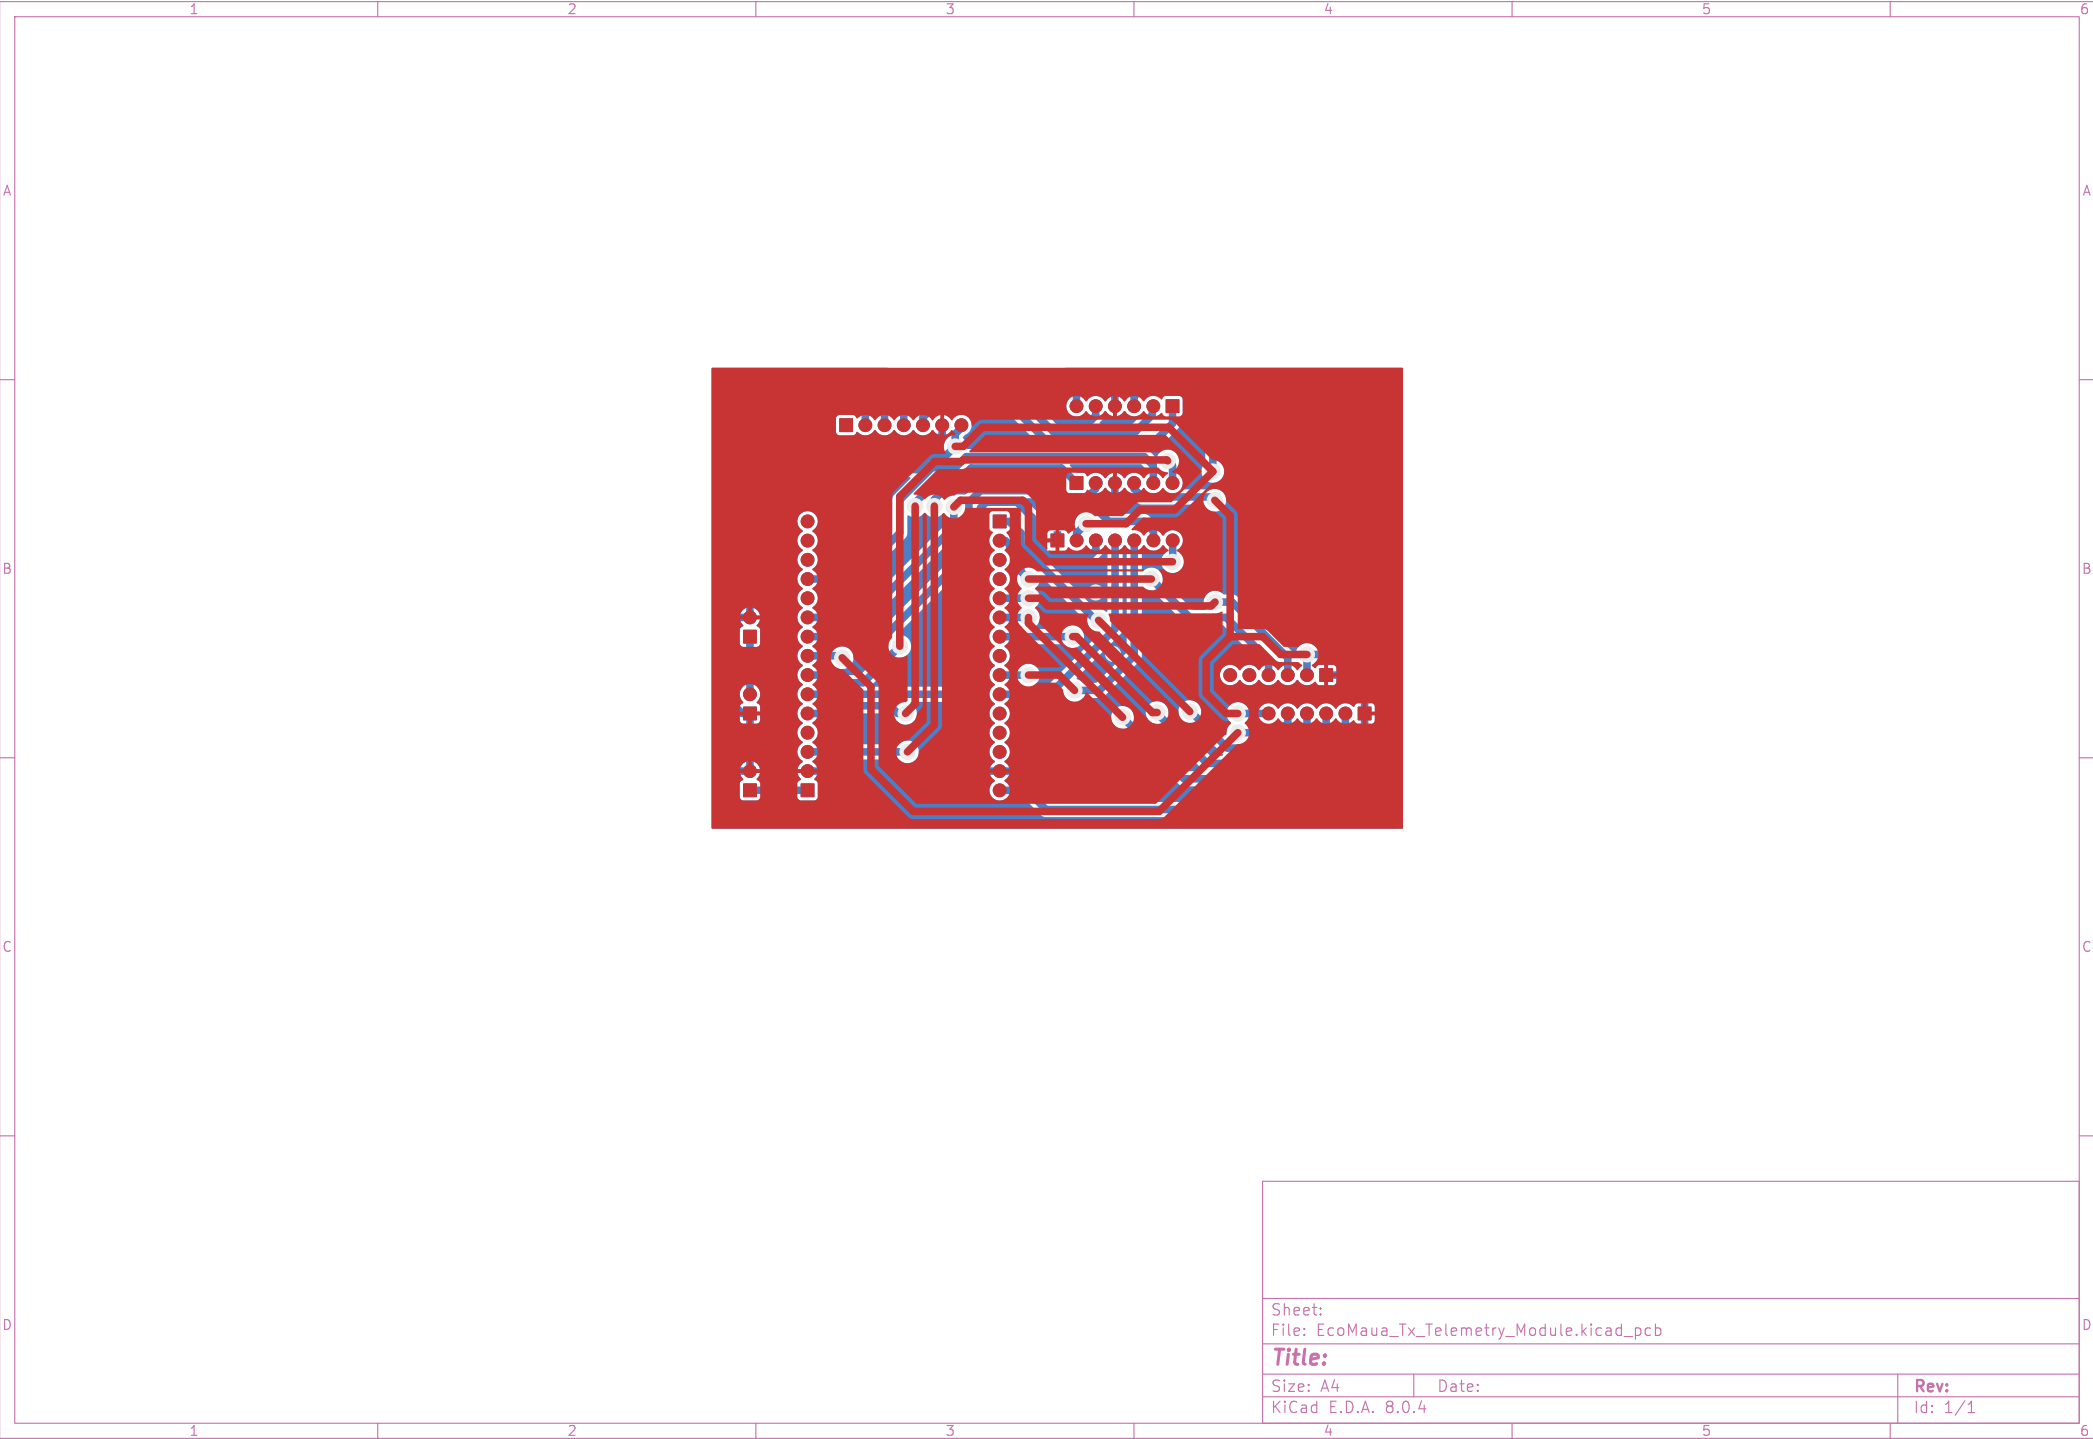 1 2 3 4 5 6
A A
B B
C C
D D
Sheet:
File: EcoMaua_Tx_Telemetry_Module.kicad_pcb
Title:
Size: A4 Date: Rev:
KiCad E.D.A. 8.0.4 Id: 1/1
1 2 3 4 5 6